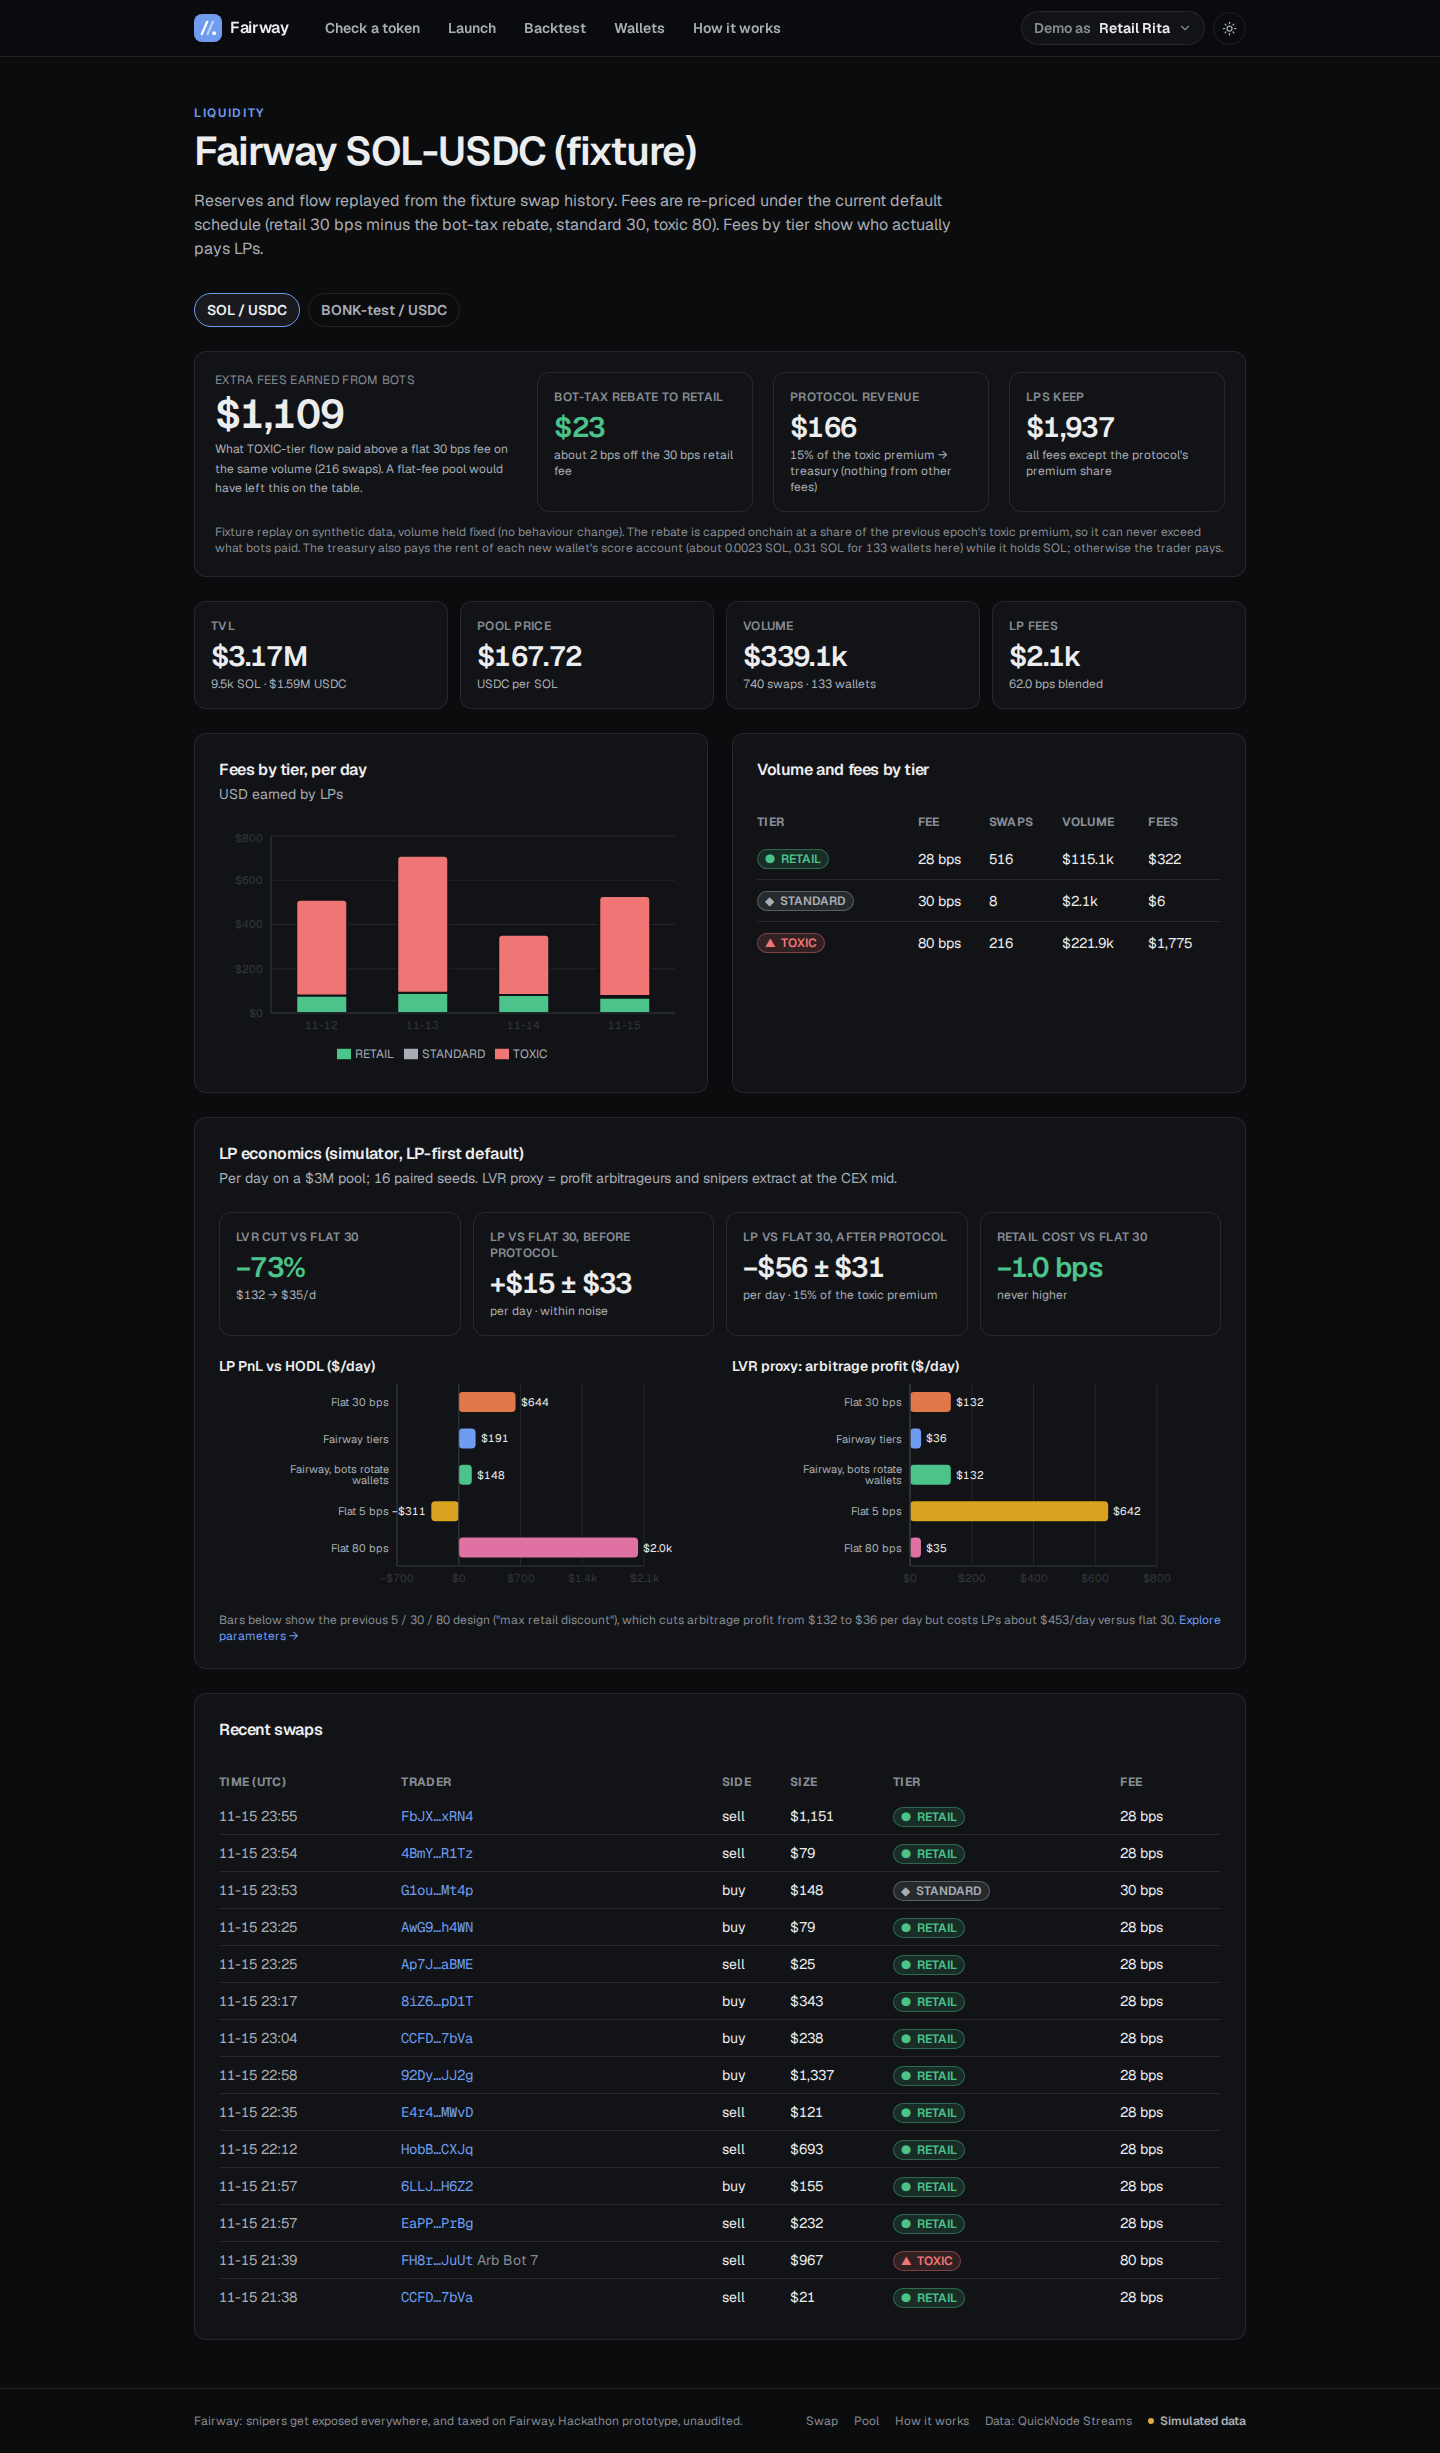 Fairway
Check a token
Launch
Backtest
Wallets
How it works
Demo as Retail Rita
LIQUIDITY
Fairway SOL-USDC (fixture)
Reserves and flow replayed from the fixture swap history. Fees are re-priced under the current default
schedule (retail 30 bps minus the bot-tax rebate, standard 30, toxic 80). Fees by tier show who actually
pays LPs.
SOL / USDC
BONK-test / USDC
EXTRA FEES EARNED FROM BOTS
$1,109
What TOXIC-tier flow paid above a flat 30 bps fee on
the same volume (216 swaps). A flat-fee pool would
have left this on the table.
BOT-TAX REBATE TO RETAIL
$23
about 2 bps off the 30 bps retail
fee
PROTOCOL REVENUE
$166
15% of the toxic premium →
treasury (nothing from other
fees)
LPS KEEP
$1,937
all fees except the protocol's
premium share
Fixture replay on synthetic data, volume held fixed (no behaviour change). The rebate is capped onchain at a share of the previous epoch's toxic premium, so it can never exceed
what bots paid. The treasury also pays the rent of each new wallet's score account (about 0.0023 SOL, 0.31 SOL for 133 wallets here) while it holds SOL; otherwise the trader pays.
TVL
$3.17M
9.5k SOL · $1.59M USDC
POOL PRICE
$167.72
USDC per SOL
VOLUME
$339.1k
740 swaps · 133 wallets
LP FEES
$2.1k
62.0 bps blended
Fees by tier, per day
USD earned by LPs
$800
$600
$400
$200
$0
11-12 11-13 11-14 11-15
RETAIL STANDARD TOXIC
Volume and fees by tier
TIER FEE SWAPS VOLUME FEES
RETAIL 28 bps 516 $115.1k $322
STANDARD 30 bps 8 $2.1k $6
TOXIC 80 bps 216 $221.9k $1,775
LP economics (simulator, LP-first default)
Per day on a $3M pool; 16 paired seeds. LVR proxy = profit arbitrageurs and snipers extract at the CEX mid.
LVR CUT VS FLAT 30
−73%
$132 → $35/d
LP VS FLAT 30, BEFORE
PROTOCOL
+$15 ± $33
per day · within noise
LP VS FLAT 30, AFTER PROTOCOL
−$56 ± $31
per day · 15% of the toxic premium
RETAIL COST VS FLAT 30
−1.0 bps
never higher
LP PnL vs HODL ($/day)
Flat 30 bps $644
Fairway tiers $191
Fairway, bots rotate
wallets
$148
Flat 5 bps −$311
Flat 80 bps $2.0k
−$700 $0 $700 $1.4k $2.1k
LVR proxy: arbitrage profit ($/day)
Flat 30 bps $132
Fairway tiers $36
Fairway, bots rotate
wallets
$132
Flat 5 bps $642
Flat 80 bps $35
$0 $200 $400 $600 $800
Bars below show the previous 5 / 30 / 80 design ("max retail discount"), which cuts arbitrage profit from $132 to $36 per day but costs LPs about $453/day versus flat 30. Explore
parameters →
Recent swaps
TIME (UTC) TRADER SIDE SIZE TIER FEE
11-15 23:55 FbJX…xRN4 sell $1,151 RETAIL 28 bps
11-15 23:54 4BmY…R1Tz sell $79 RETAIL 28 bps
11-15 23:53 G1ou…Mt4p buy $148 STANDARD 30 bps
11-15 23:25 AwG9…h4WN buy $79 RETAIL 28 bps
11-15 23:25 Ap7J…aBME sell $25 RETAIL 28 bps
11-15 23:17 8iZ6…pD1T buy $343 RETAIL 28 bps
11-15 23:04 CCFD…7bVa buy $238 RETAIL 28 bps
11-15 22:58 92Dy…JJ2g buy $1,337 RETAIL 28 bps
11-15 22:35 E4r4…MWvD sell $121 RETAIL 28 bps
11-15 22:12 HobB…CXJq sell $693 RETAIL 28 bps
11-15 21:57 6LLJ…H6Z2 buy $155 RETAIL 28 bps
11-15 21:57 EaPP…PrBg sell $232 RETAIL 28 bps
11-15 21:39 FH8r…JuUt Arb Bot 7 sell $967 TOXIC 80 bps
11-15 21:38 CCFD…7bVa sell $21 RETAIL 28 bps
Fairway: snipers get exposed everywhere, and taxed on Fairway. Hackathon prototype, unaudited.
Swap
Pool
How it works
Data: QuickNode Streams
Simulated data